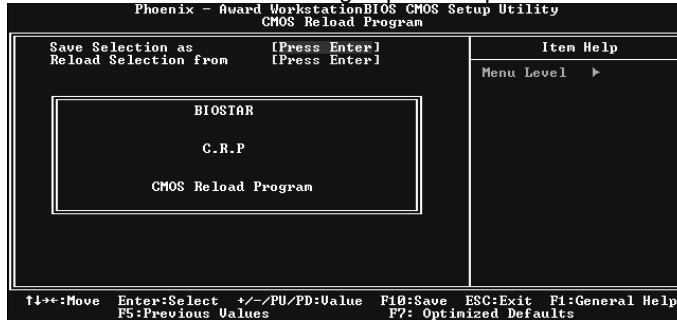 Phoenix - Award WorkstationBIOS CMOS Setup Utility
CMOS Reload Program
Save Selection as [Press Enter]
Reload Selection from [Press Enter]
Item Help
Menu Level ►
BIOSTAR
C.R.P
CMOS Reload Program
↑↓→←:Move Enter:Select +/-/PU/PD:Value F10:Save ESC:Exit F1:General Help
F5:Previous Values F7: Optimized Defaults